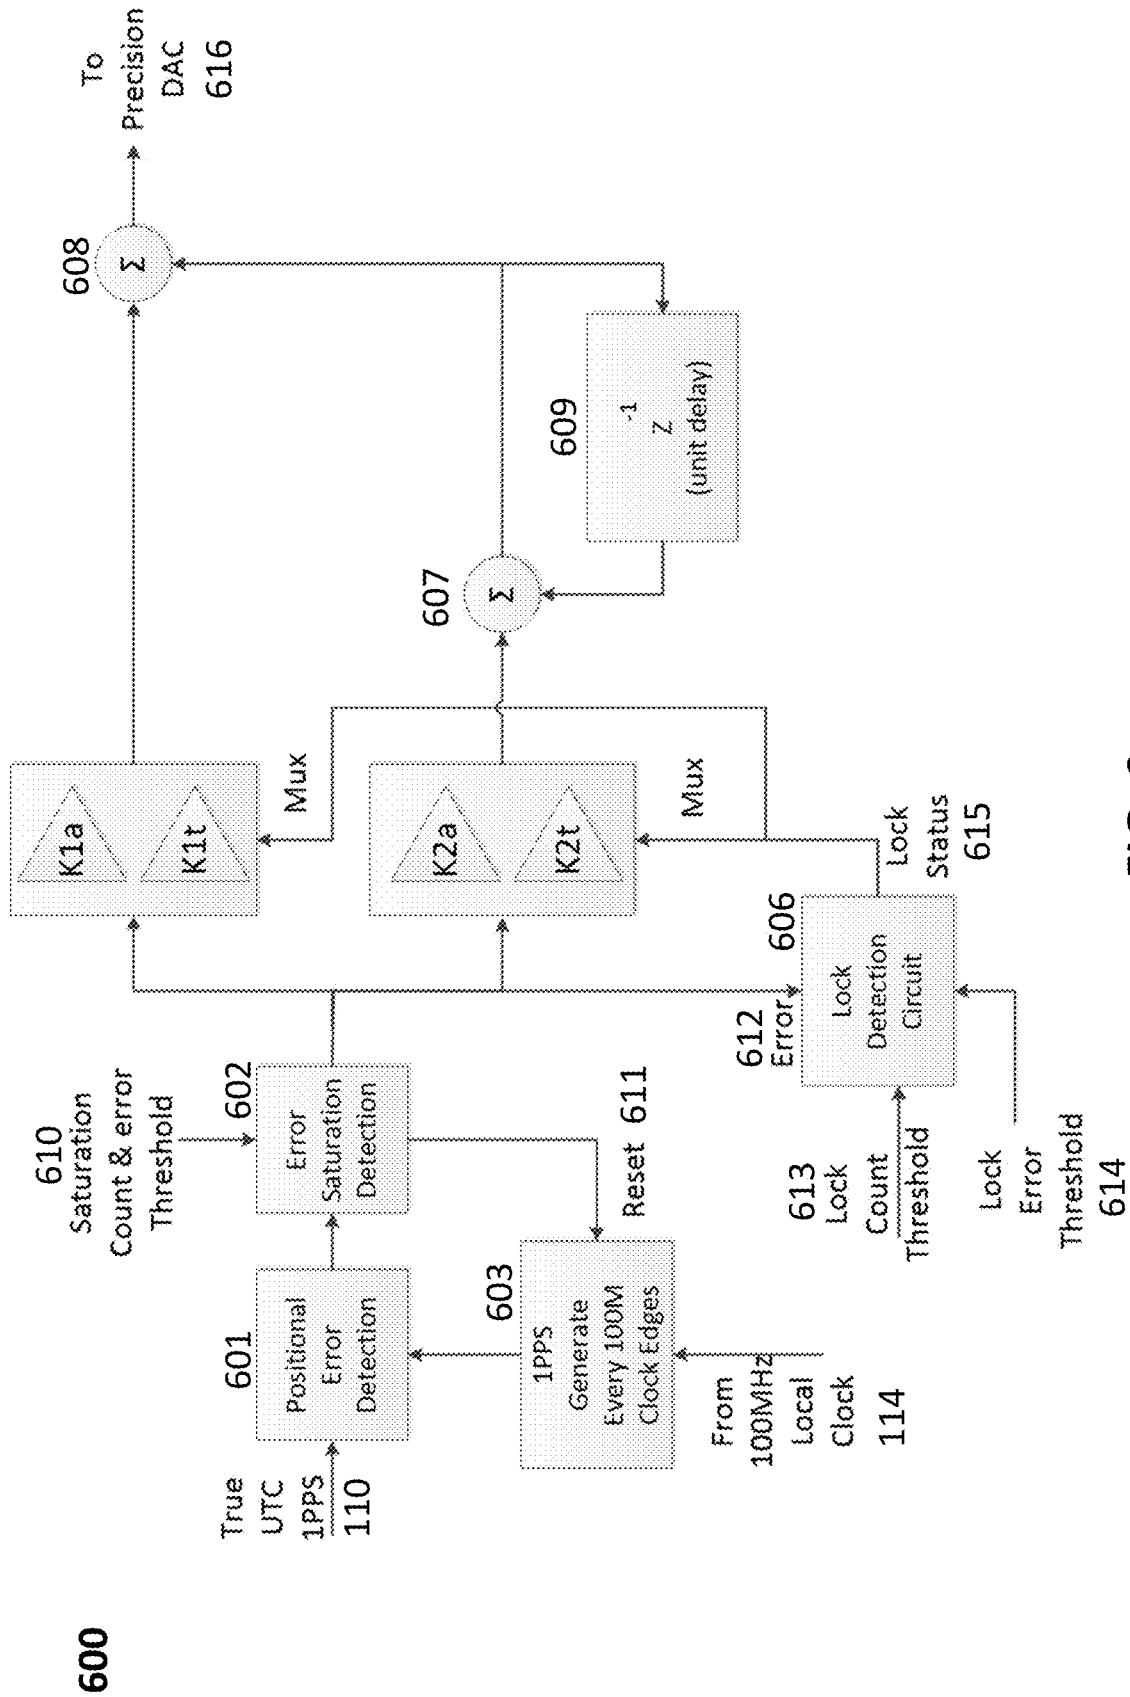 600
To
Precision
DAC
616
608
Σ
K1a
K1t
Mux
610
Saturation
Count & error
Threshold
602
Error
Saturation
Detection
601
Positional
Error
Detection
True
UTC
1PPS
110
K2a
K2t
Mux
607
Σ
609
-1
Z
(unit delay)
Reset 611
603
1PPS
Generate
Every 100M
Clock Edges
From
100MHz
Local
Clock
114
612
Error
606
Lock
Detection
Circuit
Lock
Status
615
613
Lock
Count
Threshold
Lock
Error
Threshold
614